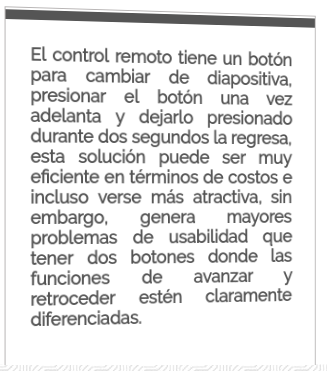 El control remoto tiene un botón
para cambiar de diapositiva,
presionar el botón una vez
adelanta y dejarlo presionado
durante dos segundos la regresa,
esta solución puede ser muy
eficiente en términos de costos e
incluso verse más atractiva, sin
embargo, genera mayores
problemas de usabilidad que
tener dos botones donde las
funciones de avanzar y
retroceder estén claramente
diferenciadas.